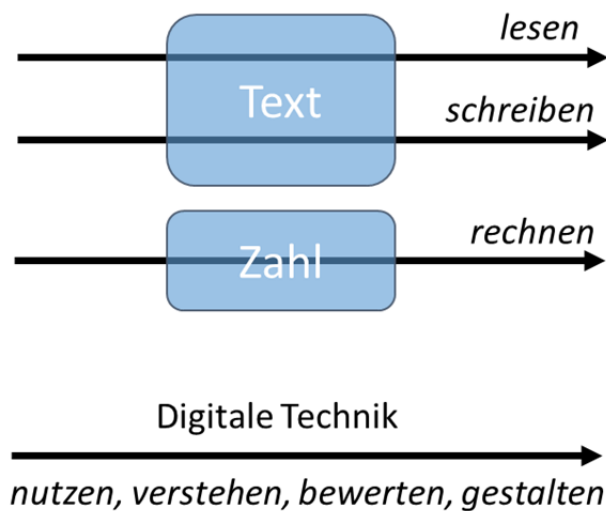 lesen
Text
schreiben
rechnen
Zahl
Digitale Technik
nutzen, verstehen, bewerten, gestalten